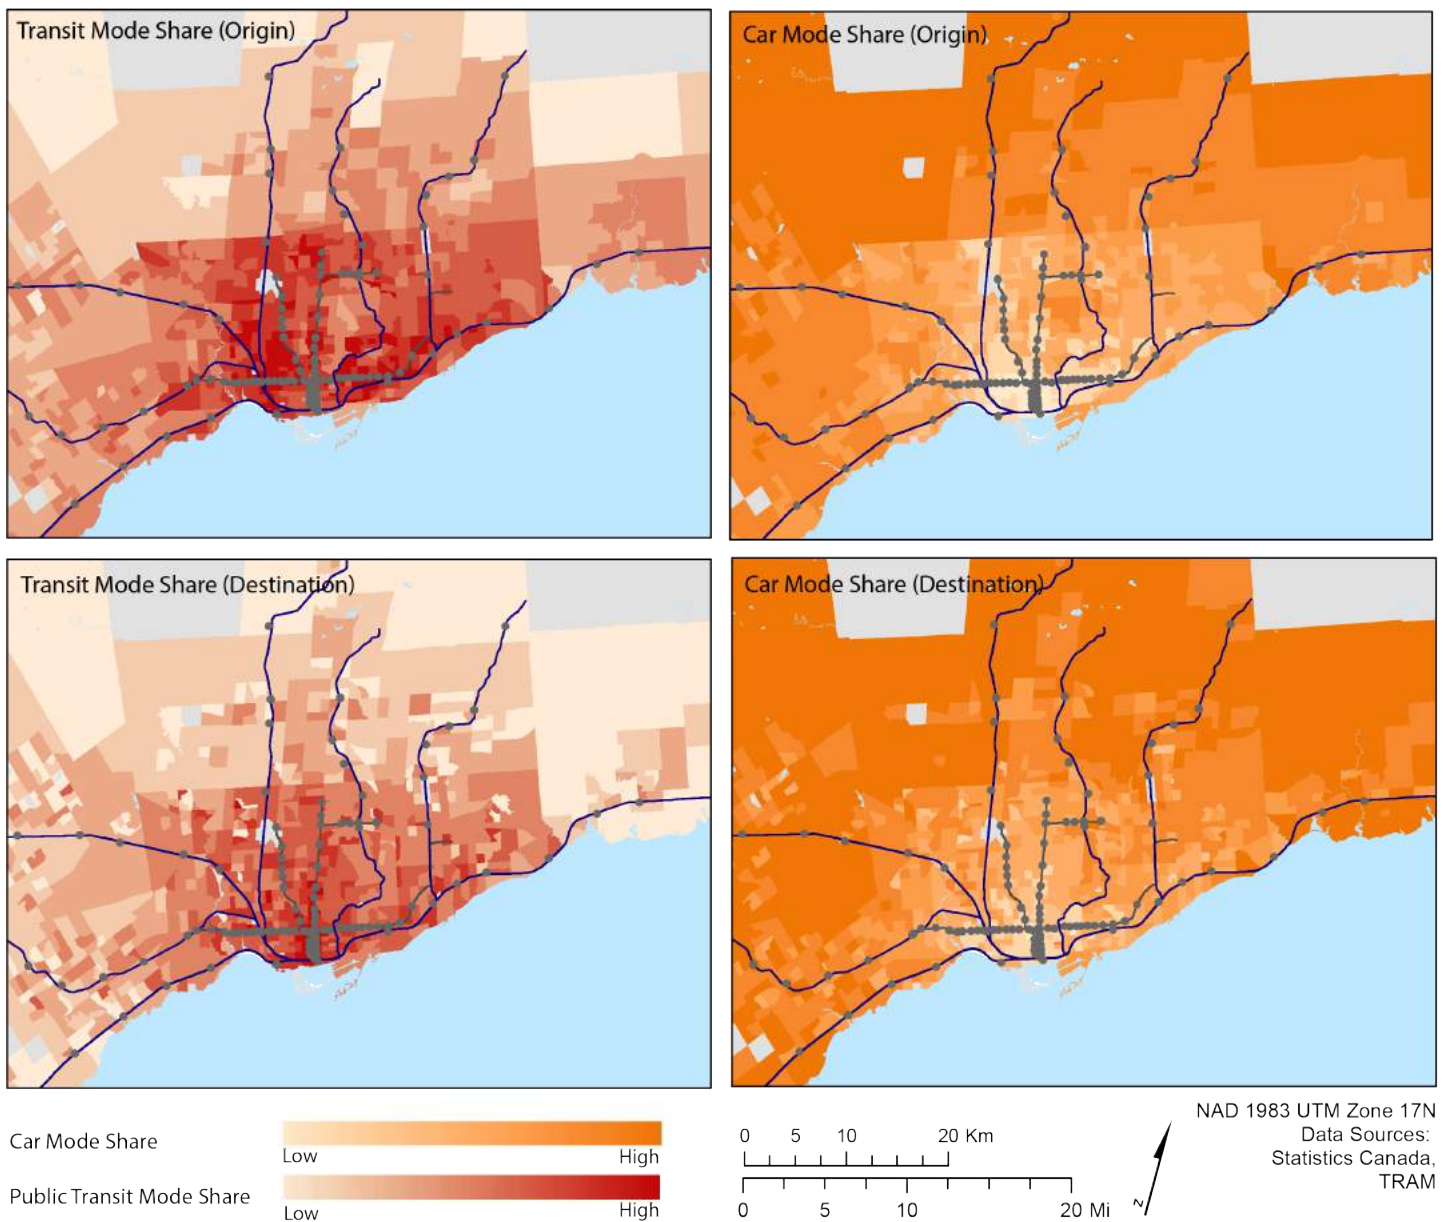 Transit Mode Share (Origin)
Car Mode Share (Origin)
Transit Mode Share (Destination)
Car Mode Share (Destination)
Car Mode Share
Low High
Public Transit Mode Share
Low High
0 5 10 20 Km
0 5 10 20 Mi
N
NAD 1983 UTM Zone 17N
Data Sources:
Statistics Canada,
TRAM